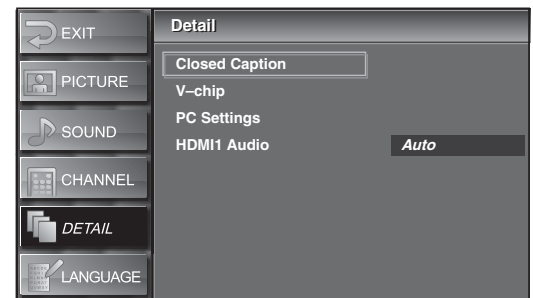 EXIT
PICTURE
SOUND
CHANNEL
DETAIL
LANGUAGE
Detail
Closed Caption
V–chip
PC Settings
HDMI1 Audio Auto